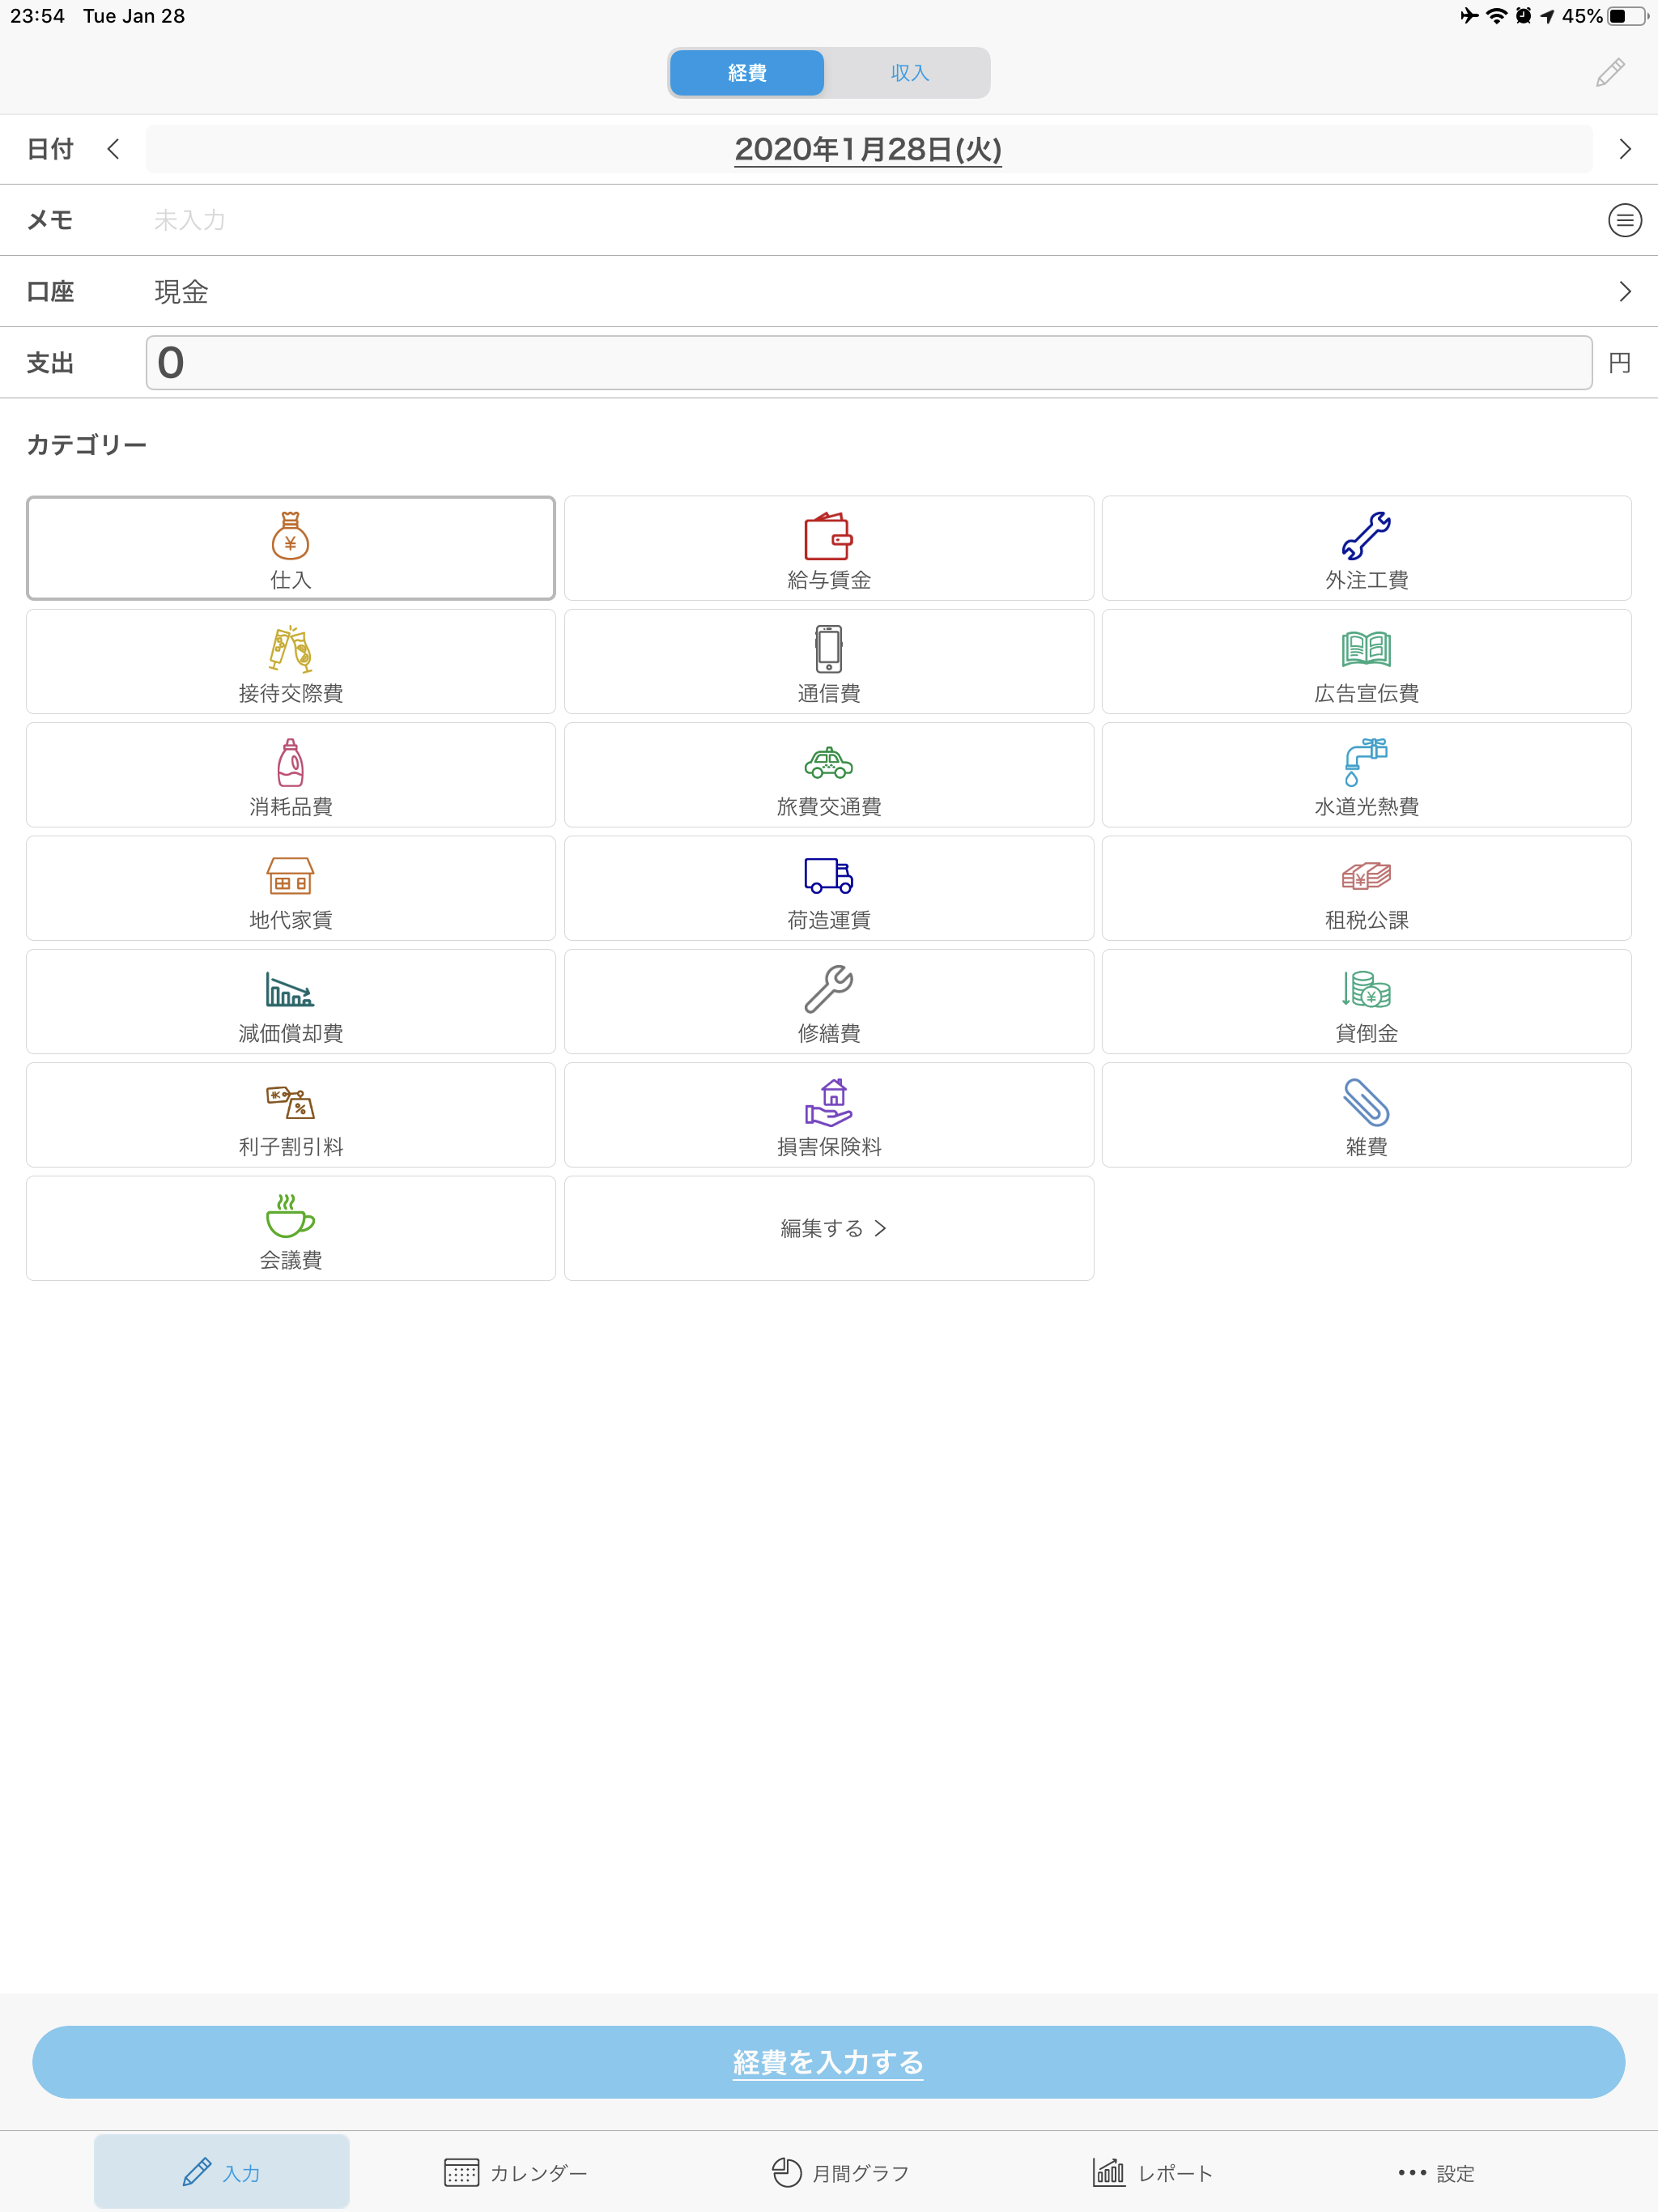 23:54 Tue Jan 28 45%
経費 収入
日付 2020年1月28日(火)
メモ 未入力
口座 現金
支出 0 円
カテゴリー
仕入 給与賃金 外注工費
接待交際費 通信費 広告宣伝費
消耗品費 旅費交通費 水道光熱費
地代家賃 荷造運賃 租税公課
減価償却費 修繕費 貸倒金
利子割引料 損害保険料 雑費
会議費 編集する
経費を入力する
入力 カレンダー 月間グラフ レポート 設定